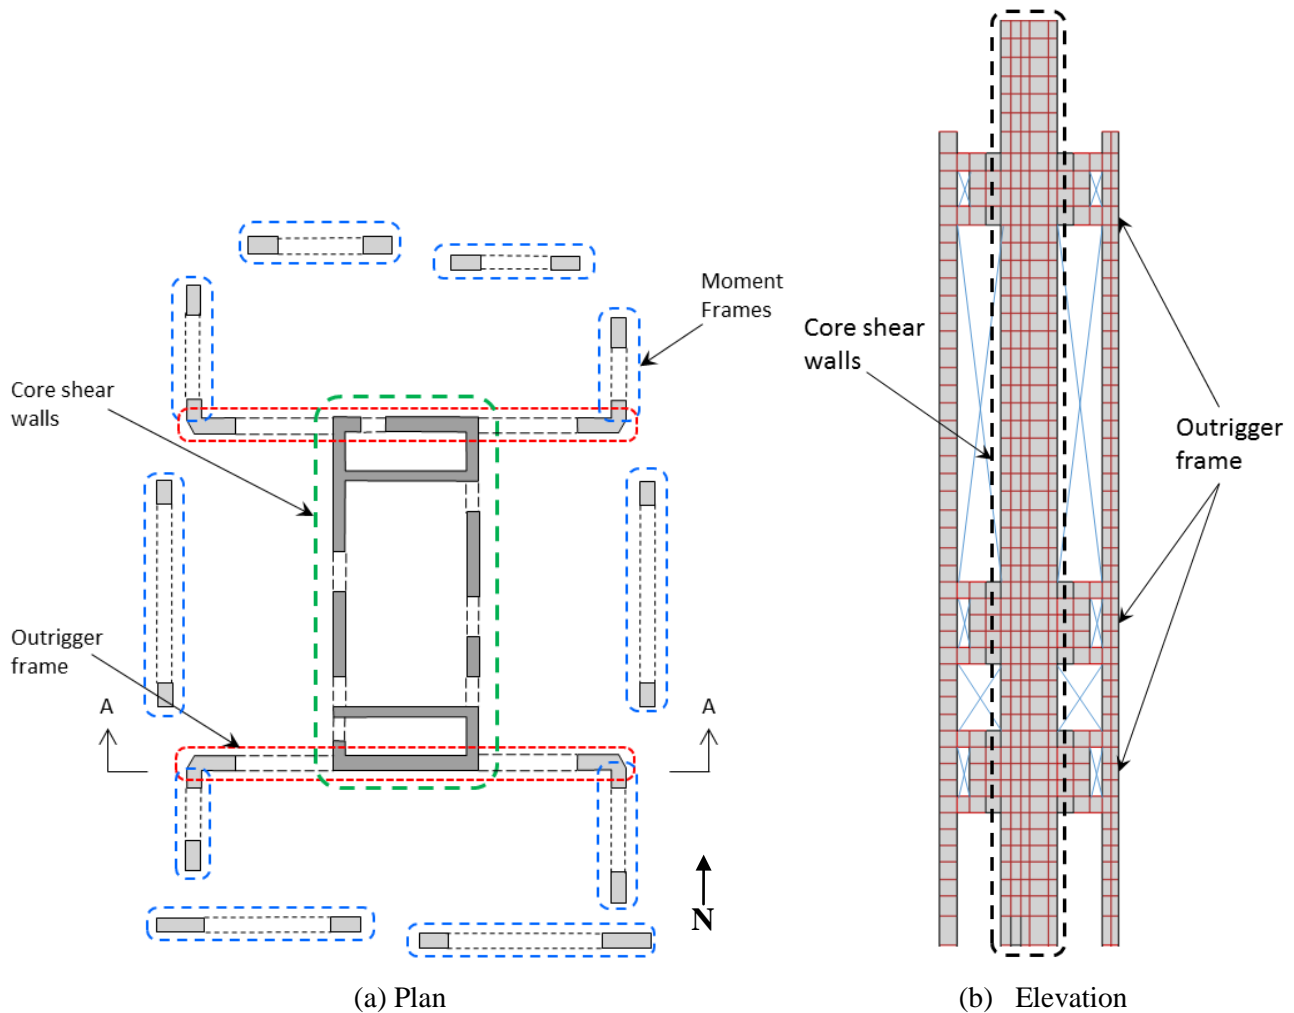 Moment
Frames
Core shear
walls
Outrigger
frame
A
A
N
(a) Plan
Core shear
walls
Outrigger
frame
(b) Elevation